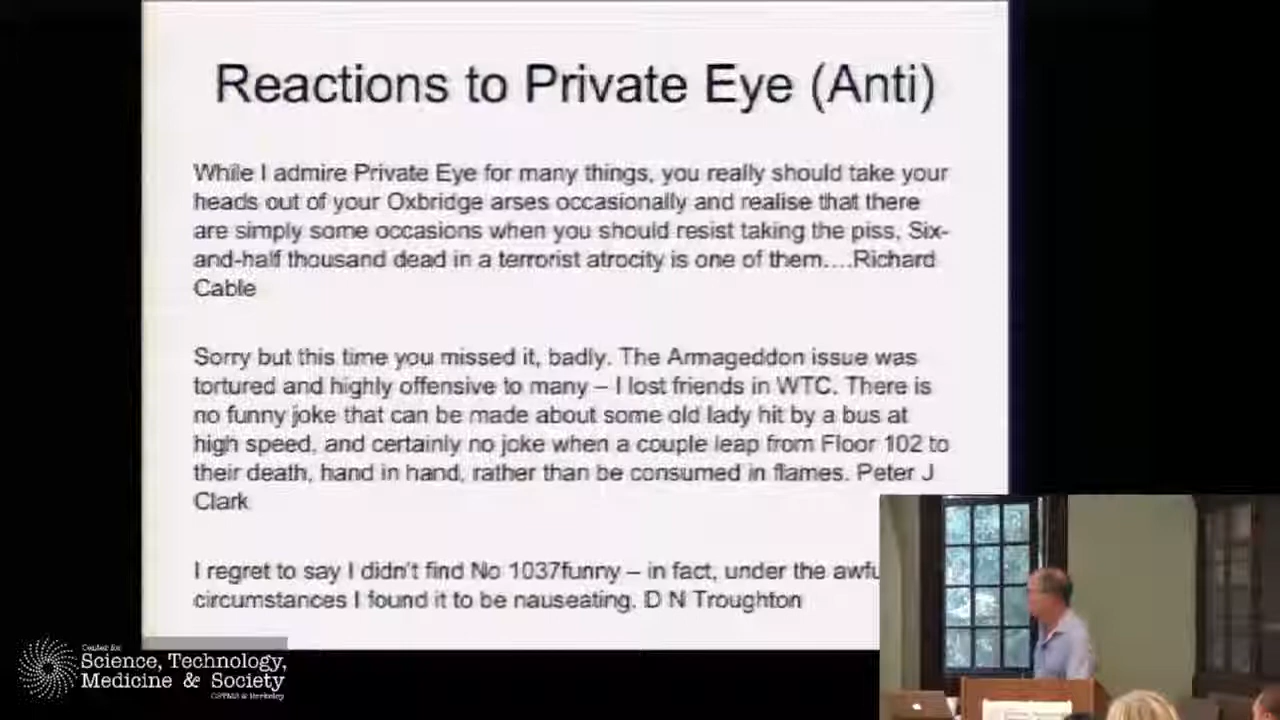 Reactions to Private Eye (Anti)
While I admire Private Eye for many things, you really should take your
heads out of your Oxbridge arses occasionally and realise that there
are simply some occasions when you should resist taking the piss, Six-
and-half thousand dead in a terrorist atrocity is one of them....Richard
Cable
Sorry but this time you missed it, badly. The Armageddon issue was
tortured and highly offensive to many – I lost friends in WTC. There is
no funny joke that can be made about some old lady hit by a bus at
high speed, and certainly no joke when a couple leap from Floor 102 to
their death, hand in hand, rather than be consumed in flames. Peter J
Clark
I regret to say I didn't find No 1037funny – in fact, under the awfu
circumstances I found it to be nauseating. D N Troughton
Center for
Science, Technology,
Medicine & Society
CSTMS @ Berkeley